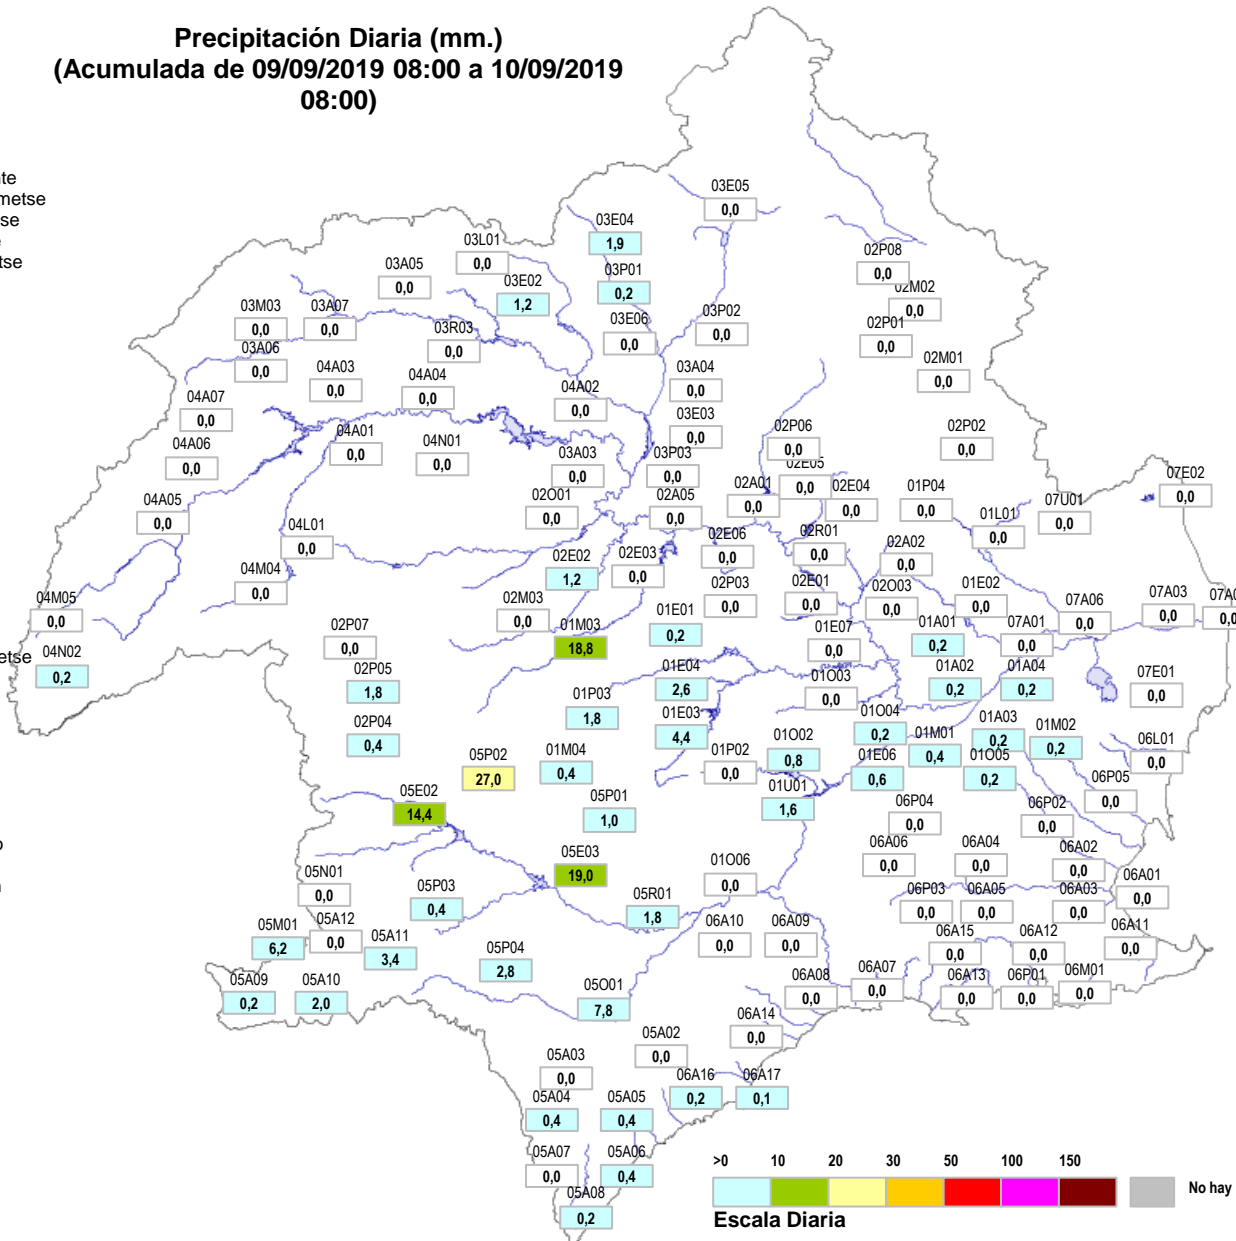 Precipitación Diaria (mm.)
(Acumulada de 09/09/2019 08:00 a 10/09/2019
08:00)
03E05
0,0
03E04
1,9
03L01
0,0
02P08
0,0
03A05
0,0
03P01
0,2
03E02
1,2
02M02
0,0
03M03
0,0
03A07
0,0
03P02
0,0
03E06
0,0
02P01
0,0
03R03
0,0
03A06
0,0
02M01
0,0
04A03
0,0
04A04
0,0
03A04
0,0
04A02
0,0
04A07
0,0
03E03
0,0
04A01
0,0
02P06
0,0
02P02
0,0
04A06
0,0
04N01
0,0
03A03
0,0
03P03
0,0
02E05
0,0
07E02
0,0
02A01
0,0
02E04
0,0
01P04
0,0
04A05
0,0
02O01
0,0
02A05
0,0
07U01
0,0
01L01
0,0
04L01
0,0
02E06
0,0
02R01
0,0
02A02
0,0
02E02
1,2
02E03
0,0
04M04
0,0
02P03
0,0
02E01
0,0
02O03
0,0
01E02
0,0
07A03
0,0
04M05
0,0
02M03
0,0
01E01
0,2
07A06
0,0
01M03
18,8
02P07
0,0
01E07
0,0
01A01
0,2
07A01
0,0
04N02
0,2
02P05
1,8
01E04
2,6
01O03
0,0
01A02
0,2
01A04
0,2
07E01
0,0
01P03
1,8
01E03
4,4
02P04
0,4
01O04
0,2
01A03
0,2
01M02
0,2
05P02
27,0
01M04
0,4
01P02
0,0
01O02
0,8
01M01
0,4
06L01
0,0
01E06
0,6
01O05
0,2
05E02
14,4
05P01
1,0
01U01
1,6
06P05
0,0
06P04
0,0
06P02
0,0
05E03
19,0
01O06
0,0
06A06
0,0
06A04
0,0
06A02
0,0
05N01
0,0
05P03
0,4
05R01
1,8
06P03
0,0
06A05
0,0
06A03
0,0
06A01
0,0
05M01
6,2
05A12
0,0
05A11
3,4
06A10
0,0
06A09
0,0
06A15
0,0
06A12
0,0
06A11
0,0
05P04
2,8
05A09
0,2
05A10
2,0
05O01
7,8
06A08
0,0
06A07
0,0
06A13
0,0
06P01
0,0
06M01
0,0
06A14
0,0
05A02
0,0
05A03
0,0
06A16
0,2
06A17
0,1
05A04
0,4
05A05
0,4
05A07
0,0
05A06
0,4
05A08
0,2
>0 10 20 30 50 100 150
No hay
Escala Diaria